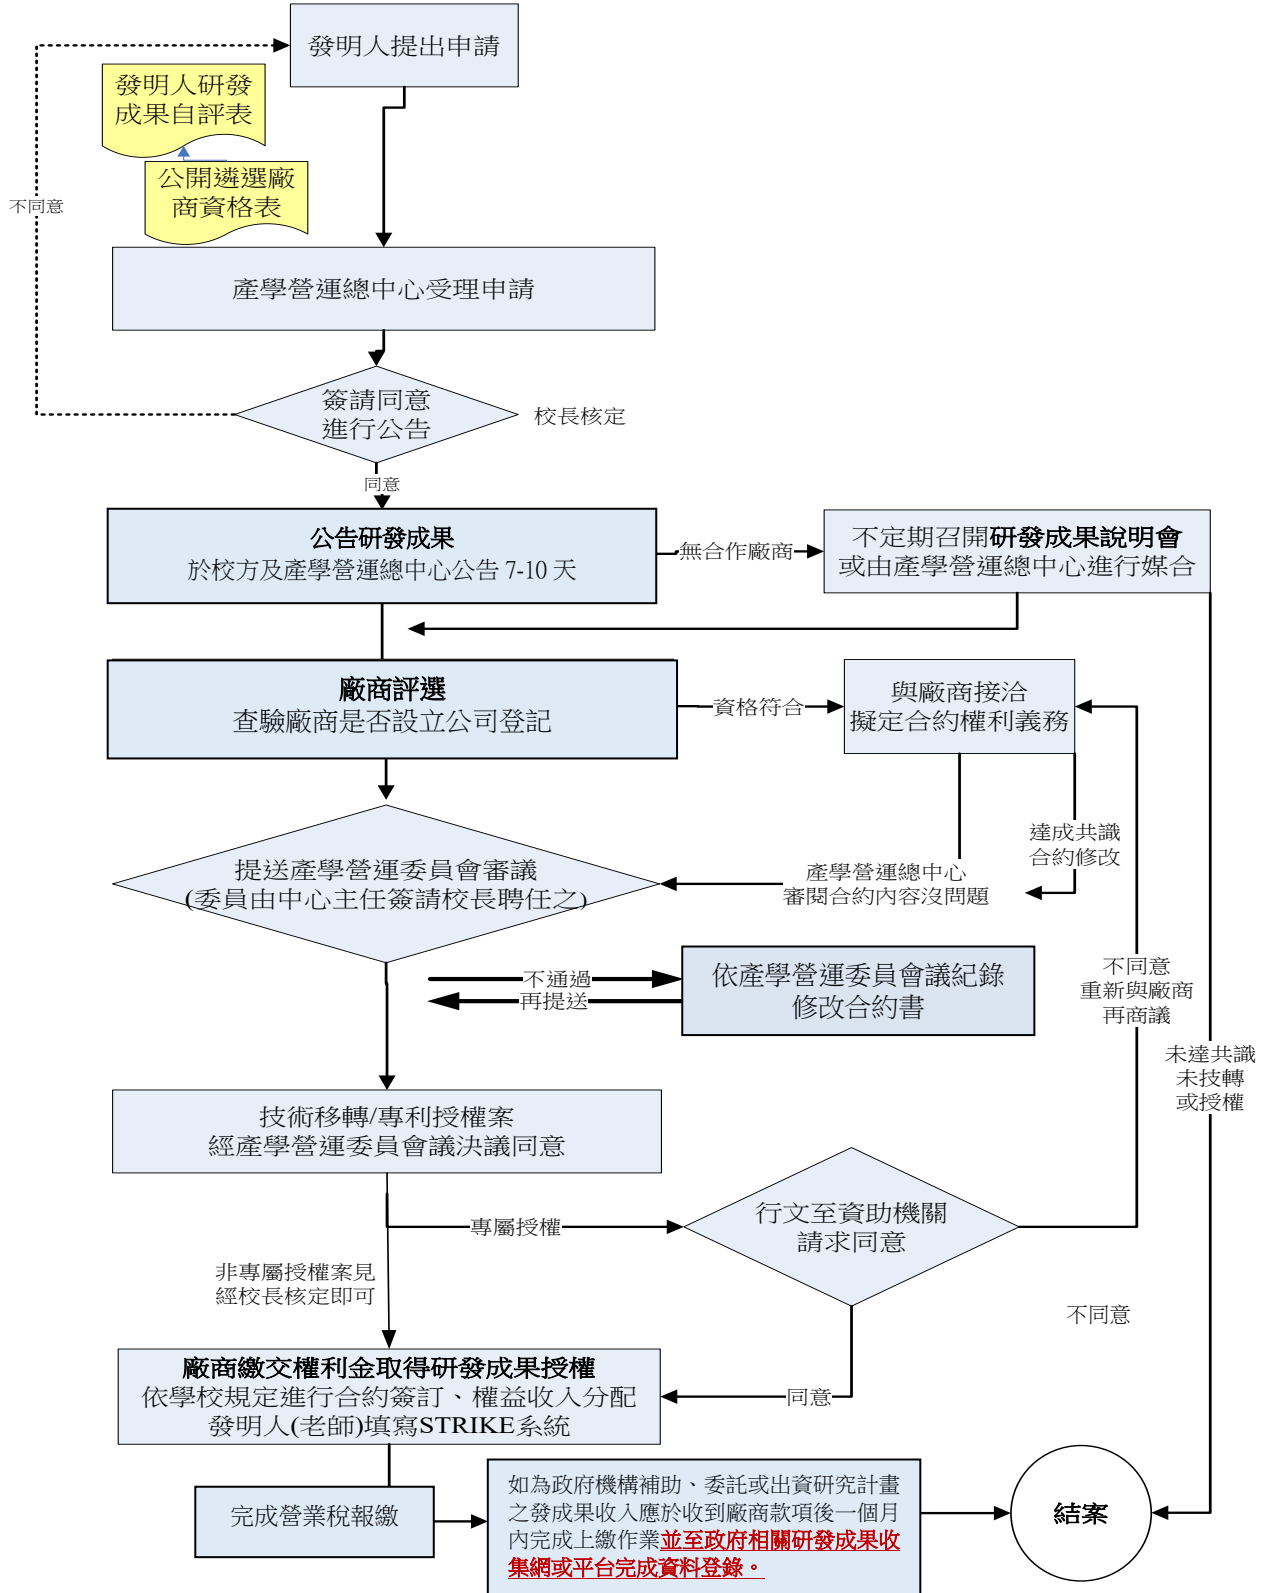 發明人提出申請
發明人研發
成果自評表
公開遴選廠
商資格表
不同意
產學營運總中心受理申請
簽請同意
進行公告
校長核定
同意
公告研發成果
於校方及產學營運總中心公告 7-10 天
無合作廠商
不定期召開研發成果說明會
或由產學營運總中心進行媒合
廠商評選
查驗廠商是否設立公司登記
資格符合
與廠商接洽
擬定合約權利義務
達成共識
合約修改
產學營運總中心
審閱合約內容沒問題
提送產學營運委員會審議
(委員由中心主任簽請校長聘任之)
不通過
再提送
依產學營運委員會議紀錄
修改合約書
不同意
重新與廠商
再商議
未達共識
未技轉
或授權
技術移轉/專利授權案
經產學營運委員會議決議同意
專屬授權
行文至資助機關
請求同意
非專屬授權案見
經校長核定即可
不同意
同意
廠商繳交權利金取得研發成果授權
依學校規定進行合約簽訂、權益收入分配
發明人(老師)填寫STRIKE系統
完成營業稅報繳
如為政府機構補助、委託或出資研究計畫
之發成果收入應於收到廠商款項後一個月
內完成上繳作業並至政府相關研發成果收
集網或平台完成資料登錄。
結案